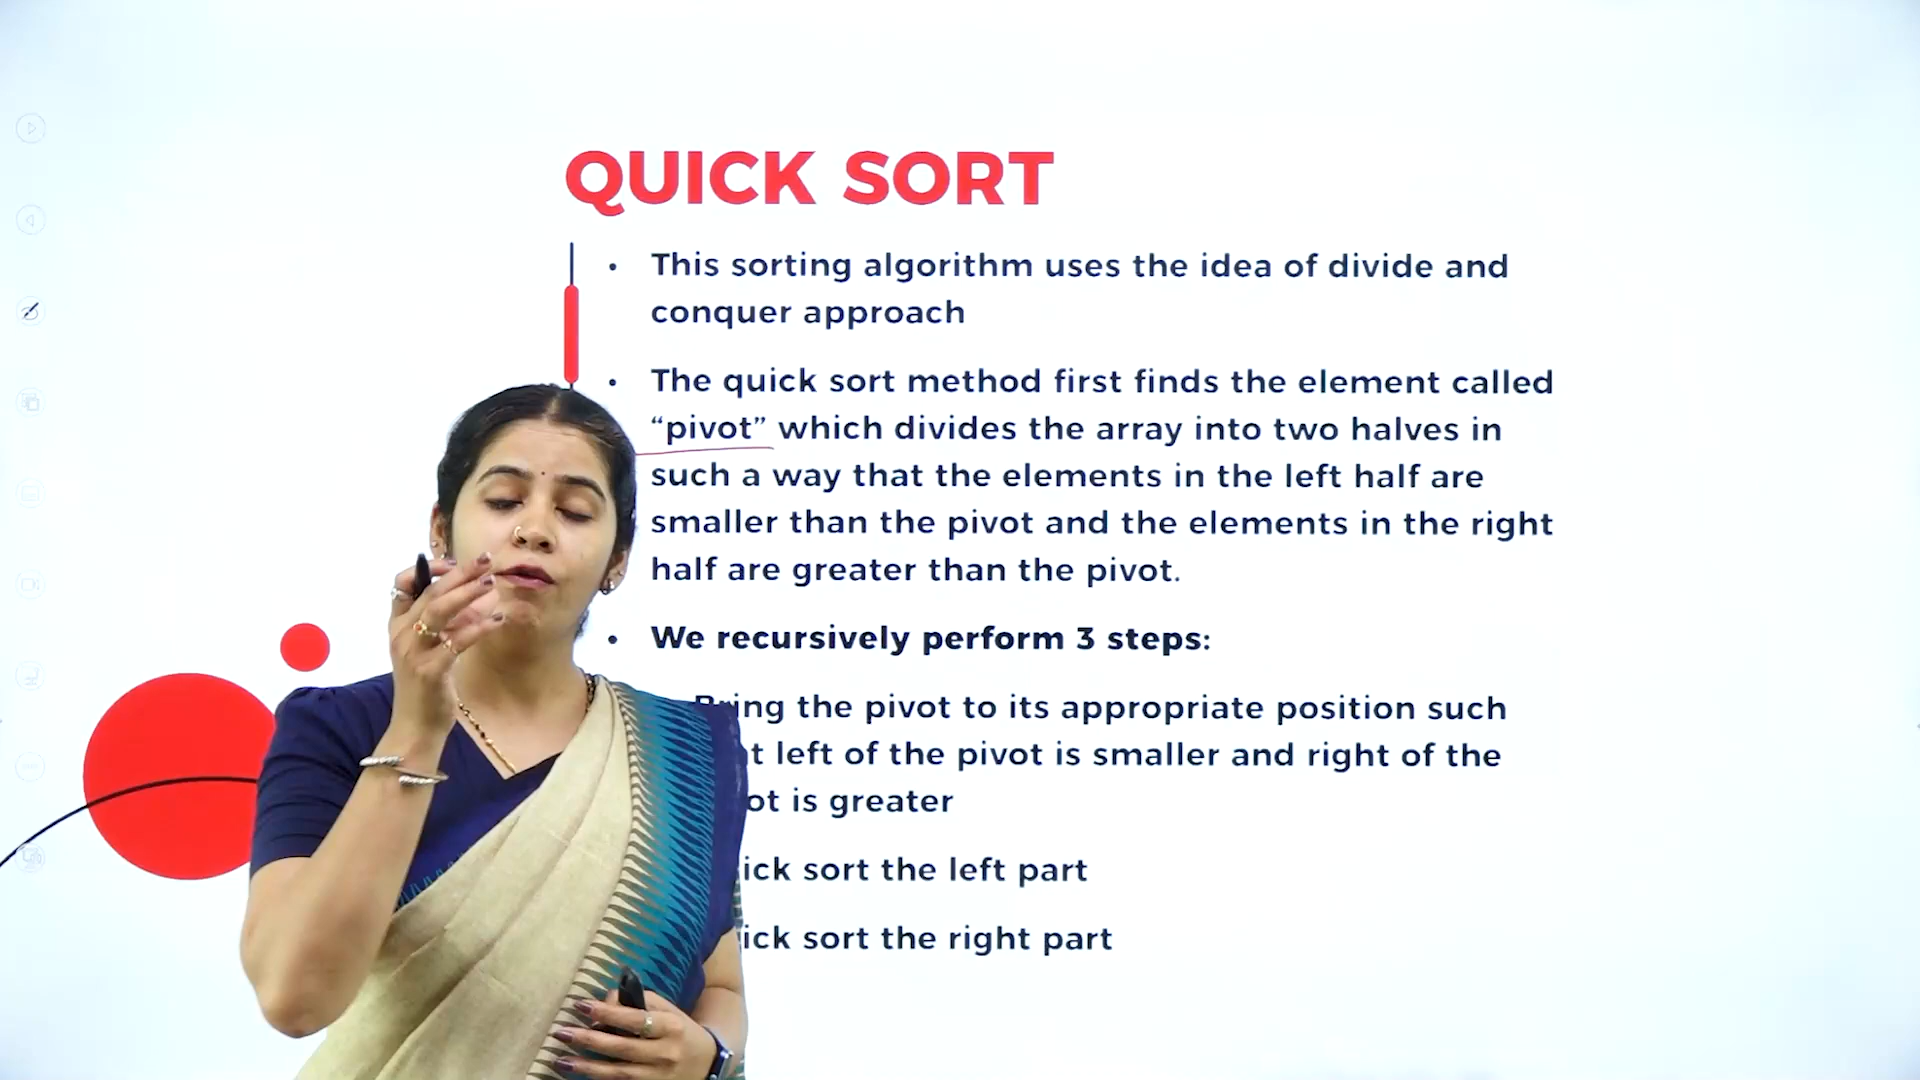 QUICK SORT
• This sorting algorithm uses the idea of divide and
conquer approach
• The quick sort method first finds the element called
“pivot” which divides the array into two halves in
such a way that the elements in the left half are
smaller than the pivot and the elements in the right
half are greater than the pivot.
• We recursively perform 3 steps:
Bring the pivot to its appropriate position such
left of the pivot is smaller and right of the
is greater
sort the left part
sort the right part